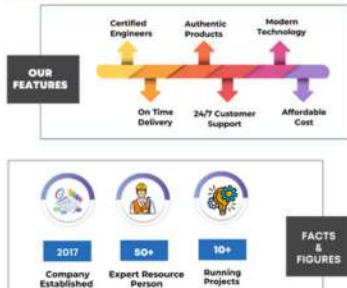 Certified
Engineers
Authentic
Products
Modern
Technology
OUR
FEATURES
On Time
Delivery
24/7 Customer
Support
Affordable
Cost
2017
50+
10+
Company
Established
Expert Resource
Person
Running
Projects
FACTS
&
FIGURES